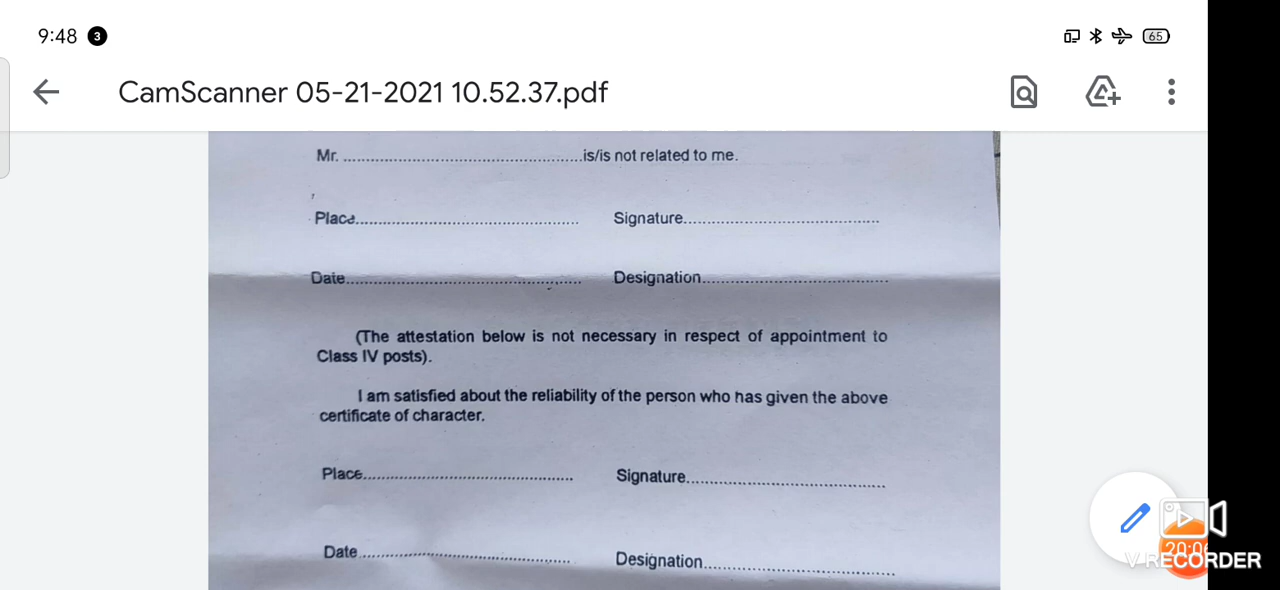 9:48 3 65
CamScanner 05-21-2021 10.52.37.pdf
Mr. ..........................................is/is not related to me.
Place....................................... Signature.......................................
Date.......................................... Designation.....................................
(The attestation below is not necessary in respect of appointment to
Class IV posts).
I am satisfied about the reliability of the person who has given the above
certificate of character.
Place....................................... Signature.......................................
Date....................................... Designation.......................................
V RECORDER